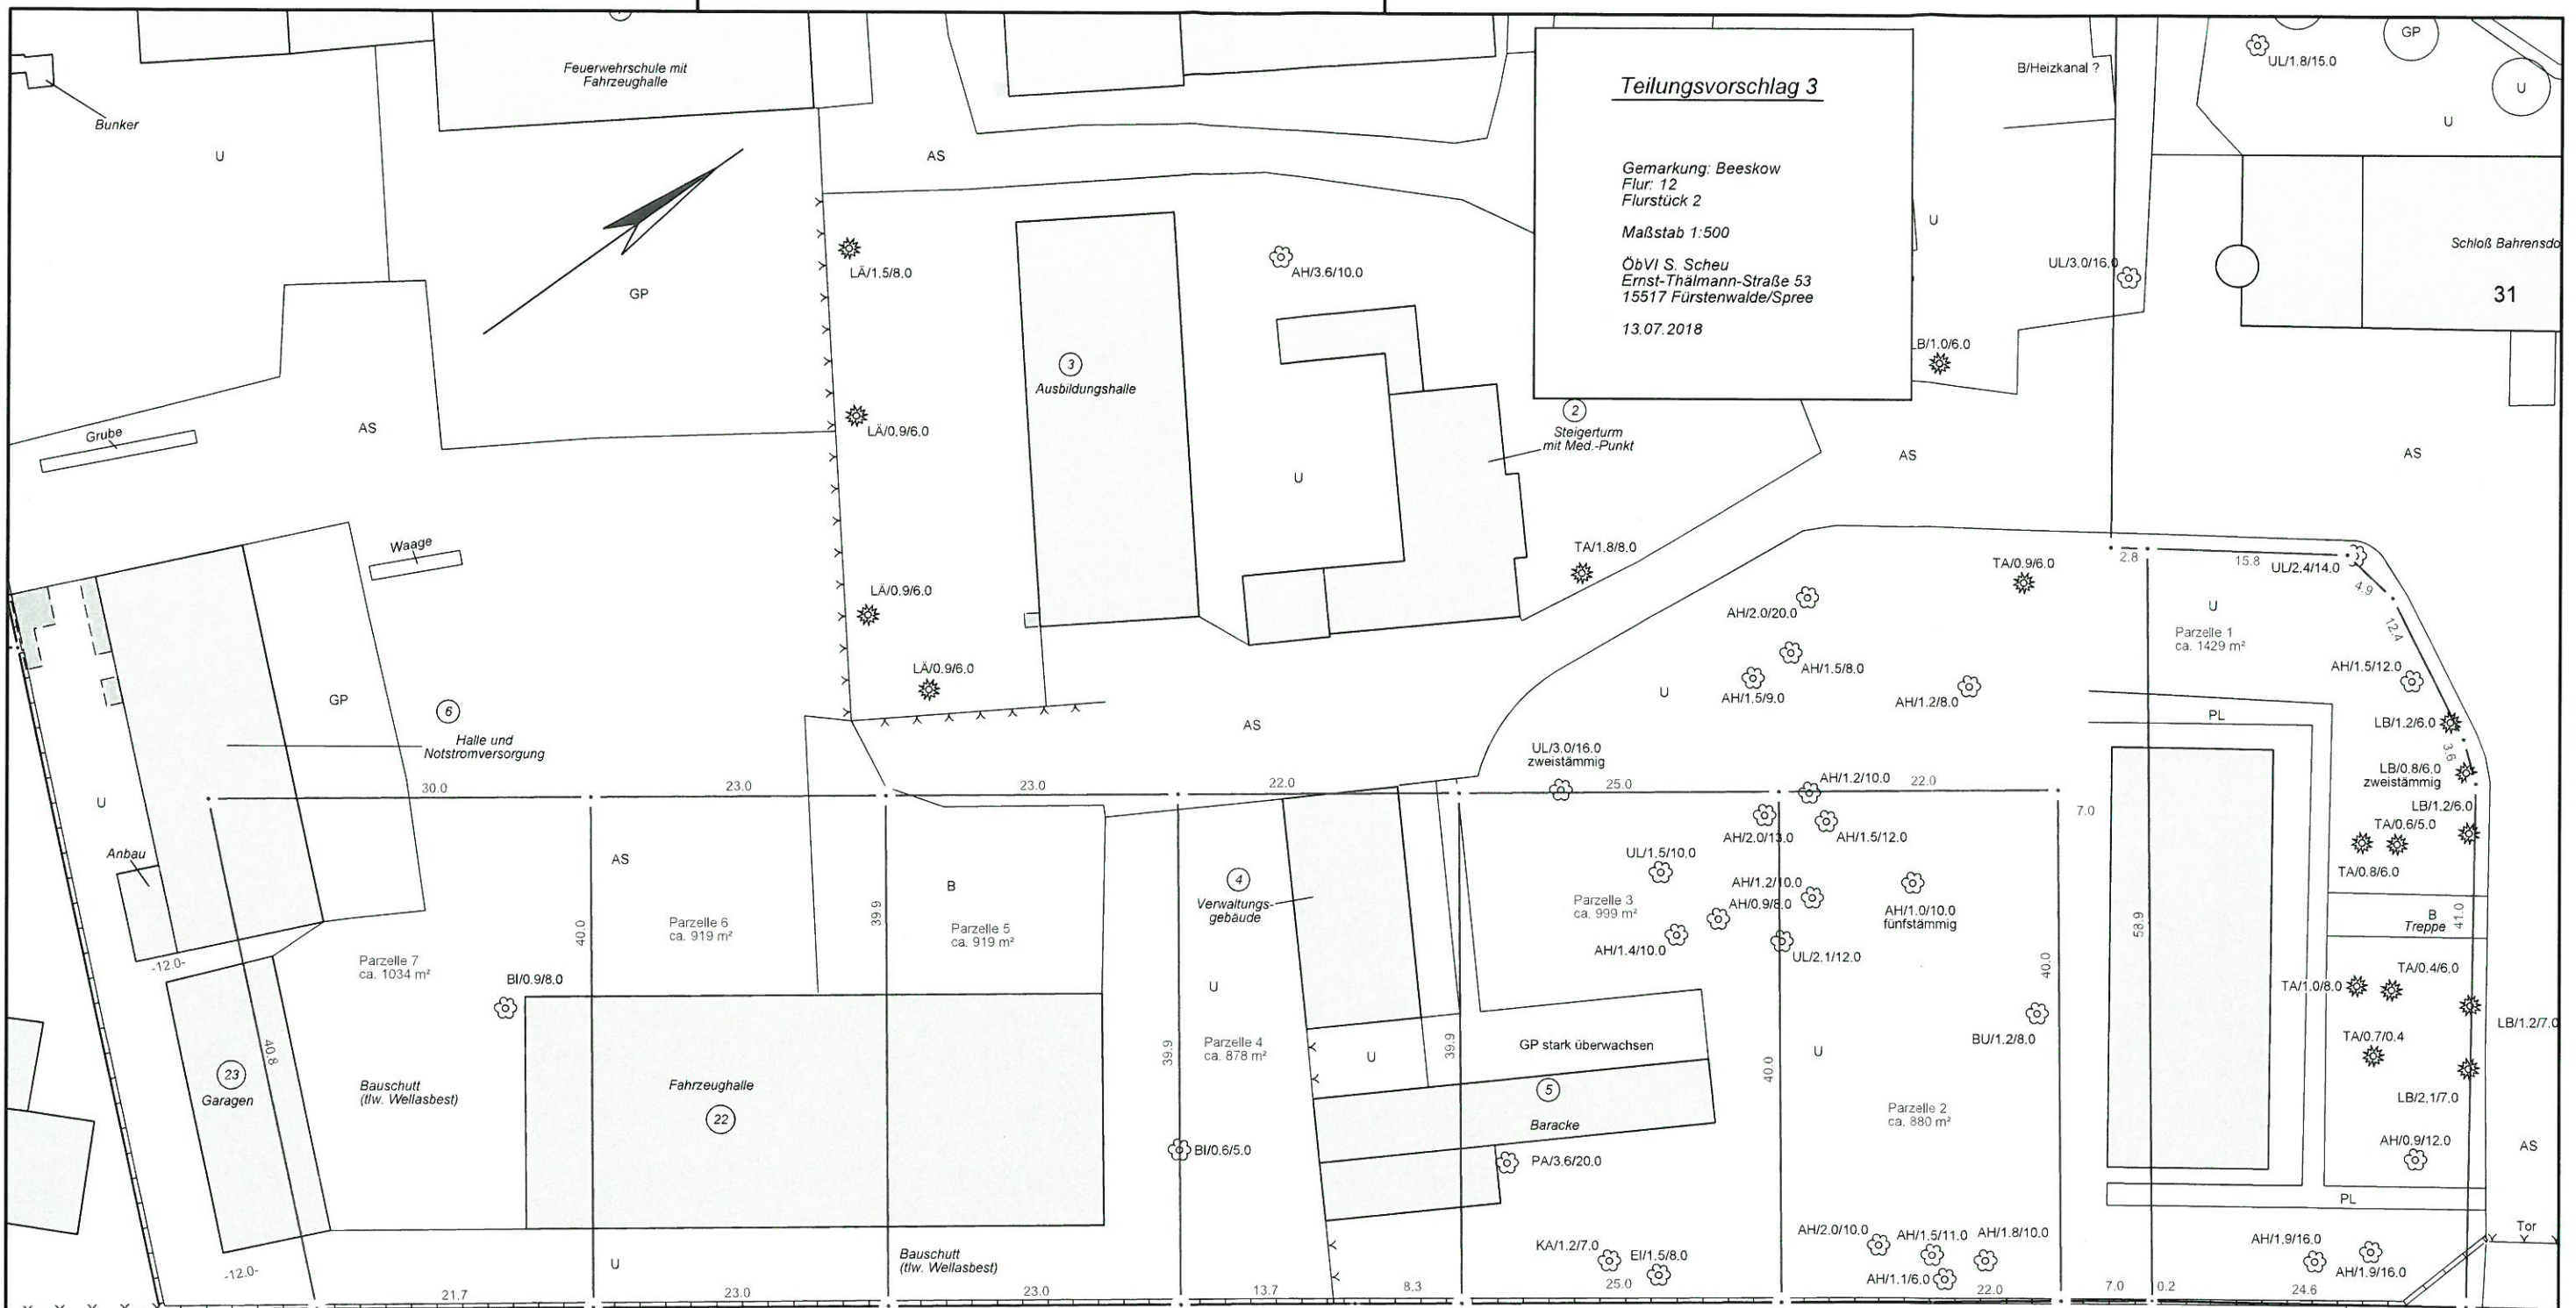 Feuerwehrschule mit
Fahrzeughalle
Bunker
U
AS
GP
Teilungsvorschlag 3
Gemarkung: Beeskow
Flur: 12
Flurstück 2
Maßstab 1:500
ÖbVI S. Scheu
Ernst-Thälmann-Straße 53
15517 Fürstenwalde/Spree
13.07.2018
B/Heizkanal ?
U
UL/1.8/15.0
GP
U
U
UL/3.0/16.0
Schloß Bahrensdo
31
B/1.0/6.0
LÄ/1.5/8.0
AH/3.6/10.0
3
Ausbildungshalle
LÄ/0.9/6.0
2
Steigerturm
mit Med.-Punkt
U
AS
AS
Grube
AS
Waage
LÄ/0.9/6.0
TA/1.8/8.0
TA/0.9/6.0
2.8
15.8
UL/2.4/14.0
4.9
12.4
AH/2.0/20.0
U
Parzelle 1
ca. 1429 m²
LÄ/0.9/6.0
AH/1.5/8.0
AH/1.5/9.0
U
AH/1.2/8.0
AH/1.5/12.0
GP
6
Halle und
Notstromversorgung
AS
PL
LB/1.2/6.0
3.6
UL/3.0/16.0
zweistämmig
LB/0.8/6.0
zweistämmig
U
30.0
23.0
23.0
22.0
25.0
AH/1.2/10.0
22.0
7.0
LB/1.2/6.0
TA/0.6/5.0
TA/0.8/6.0
AH/2.0/13.0
AH/1.5/12.0
Anbau
AS
B
4
Verwaltungs-
gebäude
UL/1.5/10.0
AH/1.2/10.0
AH/0.9/8.0
AH/1.0/10.0
fünfstämmig
Parzelle 3
ca. 999 m²
B
Treppe
41.0
40.0
Parzelle 6
ca. 919 m²
39.9
Parzelle 5
ca. 919 m²
58.9
-12.0-
Parzelle 7
ca. 1034 m²
BI/0.9/8.0
AH/1.4/10.0
UL/2.1/12.0
40.0
TA/0.4/6.0
TA/1.0/8.0
U
LB/1.2/7.0
39.9
Parzelle 4
ca. 878 m²
U
39.9
GP stark überwachsen
40.0
U
BU/1.2/8.0
TA/0.7/0.4
40.8
23
Garagen
Bauschutt
(tlw. Wellasbest)
Fahrzeughalle
22
5
Baracke
Parzelle 2
ca. 880 m²
LB/2.1/7.0
AH/0.9/12.0
AS
BI/0.6/5.0
PA/3.6/20.0
PL
Tor
-12.0-
U
Bauschutt
(tlw. Wellasbest)
KA/1.2/7.0
EI/1.5/8.0
AH/2.0/10.0
AH/1.5/11.0
AH/1.8/10.0
AH/1.1/6.0
AH/1.9/16.0
AH/1.9/16.0
21.7
23.0
23.0
13.7
8.3
25.0
22.0
7.0
0.2
24.6